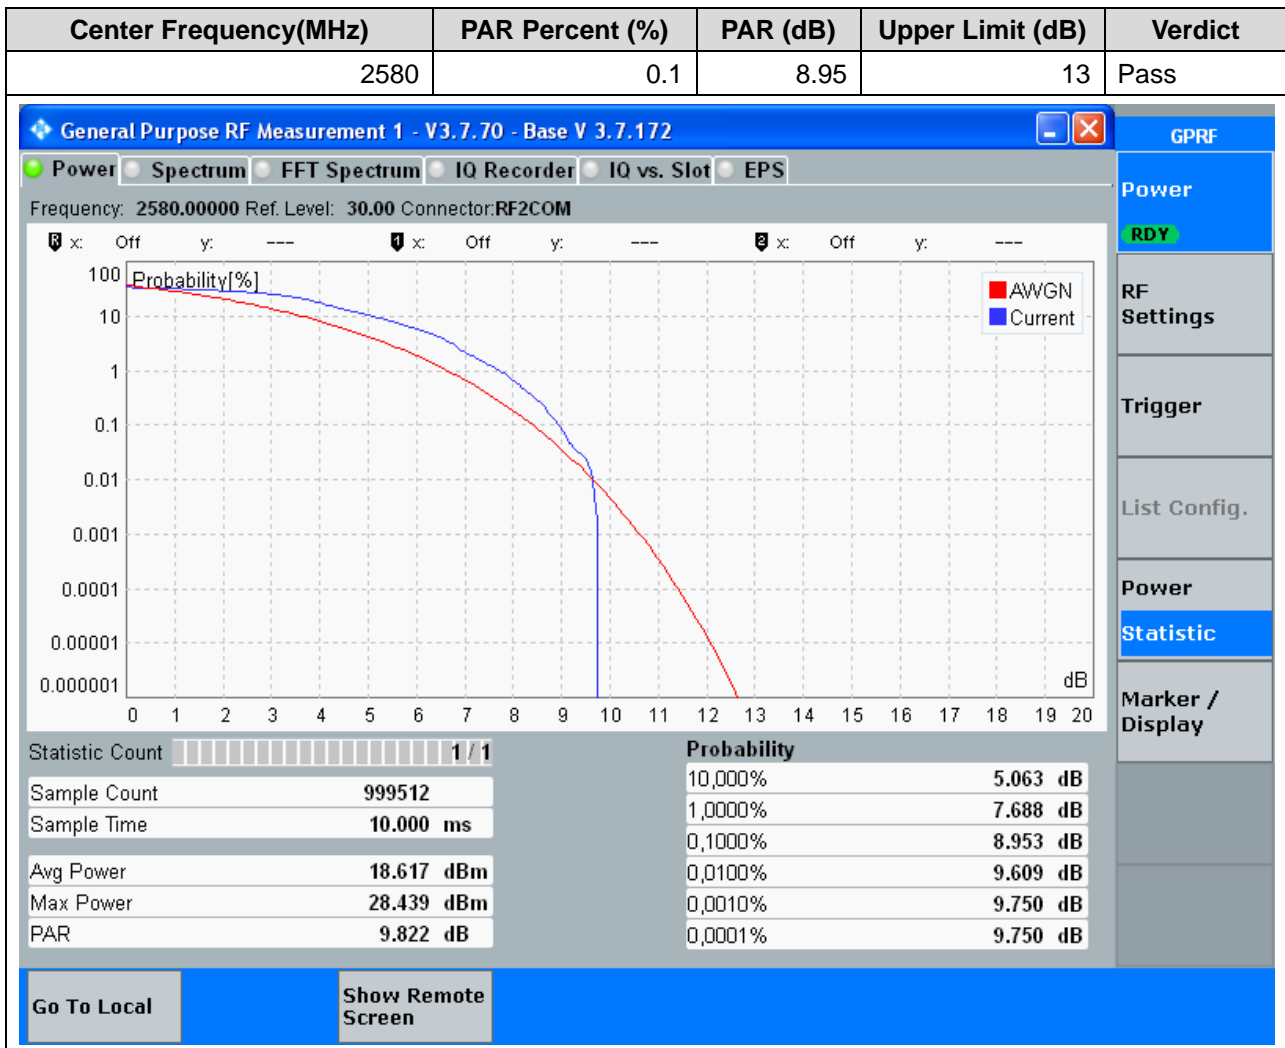 Center Frequency(MHz) PAR Percent (%) PAR (dB) Upper Limit (dB) Verdict
2580 0.1 8.95 13 Pass
General Purpose RF Measurement 1 - V3.7.70 - Base V 3.7.172
GPRF
Power Spectrum FFT Spectrum IQ Recorder IQ vs. Slot EPS
Power
RDY
Frequency: 2580.00000 Ref. Level: 30.00 Connector:RF2COM
R x: Off y: --- 1 x: Off y: --- 2 x: Off y: ---
Probability[%]
AWGN
Current
100
10
1
0.1
0.01
0.001
0.0001
0.00001
0.000001
dB
0 1 2 3 4 5 6 7 8 9 10 11 12 13 14 15 16 17 18 19 20
RF
Settings
Trigger
List Config.
Power
Statistic
Marker /
Display
Statistic Count 1 / 1
Sample Count 999512
Sample Time 10.000 ms
Avg Power 18.617 dBm
Max Power 28.439 dBm
PAR 9.822 dB
Probability
10,000% 5.063 dB
1,0000% 7.688 dB
0,1000% 8.953 dB
0,0100% 9.609 dB
0,0010% 9.750 dB
0,0001% 9.750 dB
Go To Local
Show Remote
Screen